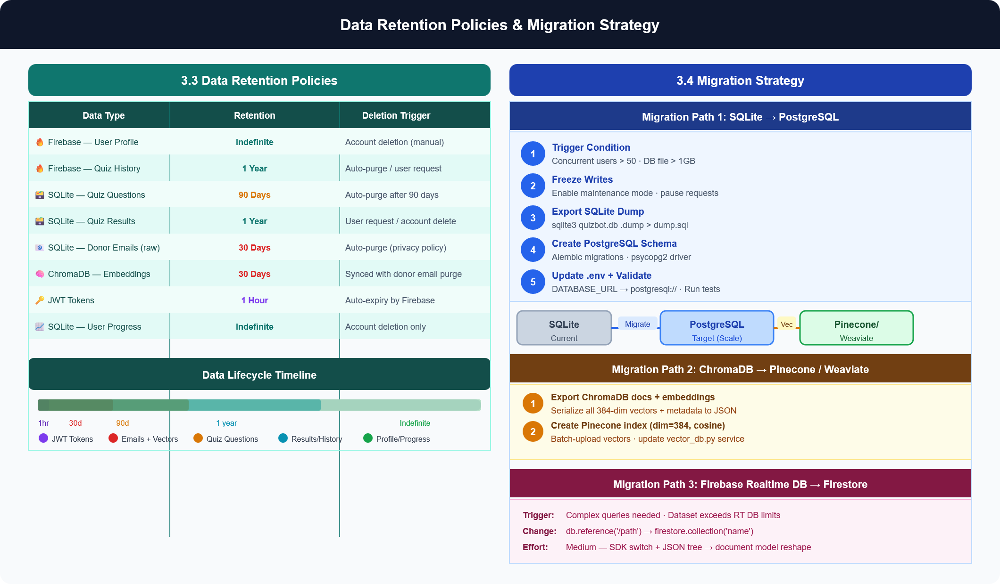 Data Retention Policies & Migration Strategy
3.3 Data Retention Policies
Data Type Retention Deletion Trigger
Firebase — User Profile Indefinite Account deletion (manual)
Firebase — Quiz History 1 Year Auto-purge / user request
SQLite — Quiz Questions 90 Days Auto-purge after 90 days
SQLite — Quiz Results 1 Year User request / account delete
SQLite — Donor Emails (raw) 30 Days Auto-purge (privacy policy)
ChromaDB — Embeddings 30 Days Synced with donor email purge
JWT Tokens 1 Hour Auto-expiry by Firebase
SQLite — User Progress Indefinite Account deletion only
Data Lifecycle Timeline
1hr 30d 90d 1 year Indefinite
JWT Tokens Emails + Vectors Quiz Questions Results/History Profile/Progress
3.4 Migration Strategy
Migration Path 1: SQLite → PostgreSQL
1 Trigger Condition
Concurrent users > 50 · DB file > 1GB
2 Freeze Writes
Enable maintenance mode · pause requests
3 Export SQLite Dump
sqlite3 quizbot.db .dump > dump.sql
4 Create PostgreSQL Schema
Alembic migrations · psycopg2 driver
5 Update .env + Validate
DATABASE_URL → postgresql:// · Run tests
SQLite Migrate PostgreSQL Vec Pinecone/
Current Target (Scale) Weaviate
Migration Path 2: ChromaDB → Pinecone / Weaviate
1 Export ChromaDB docs + embeddings
Serialize all 384-dim vectors + metadata to JSON
2 Create Pinecone index (dim=384, cosine)
Batch-upload vectors · update vector_db.py service
Migration Path 3: Firebase Realtime DB → Firestore
Trigger: Complex queries needed · Dataset exceeds RT DB limits
Change: db.reference('/path') → firestore.collection('name')
Effort: Medium — SDK switch + JSON tree → document model reshape